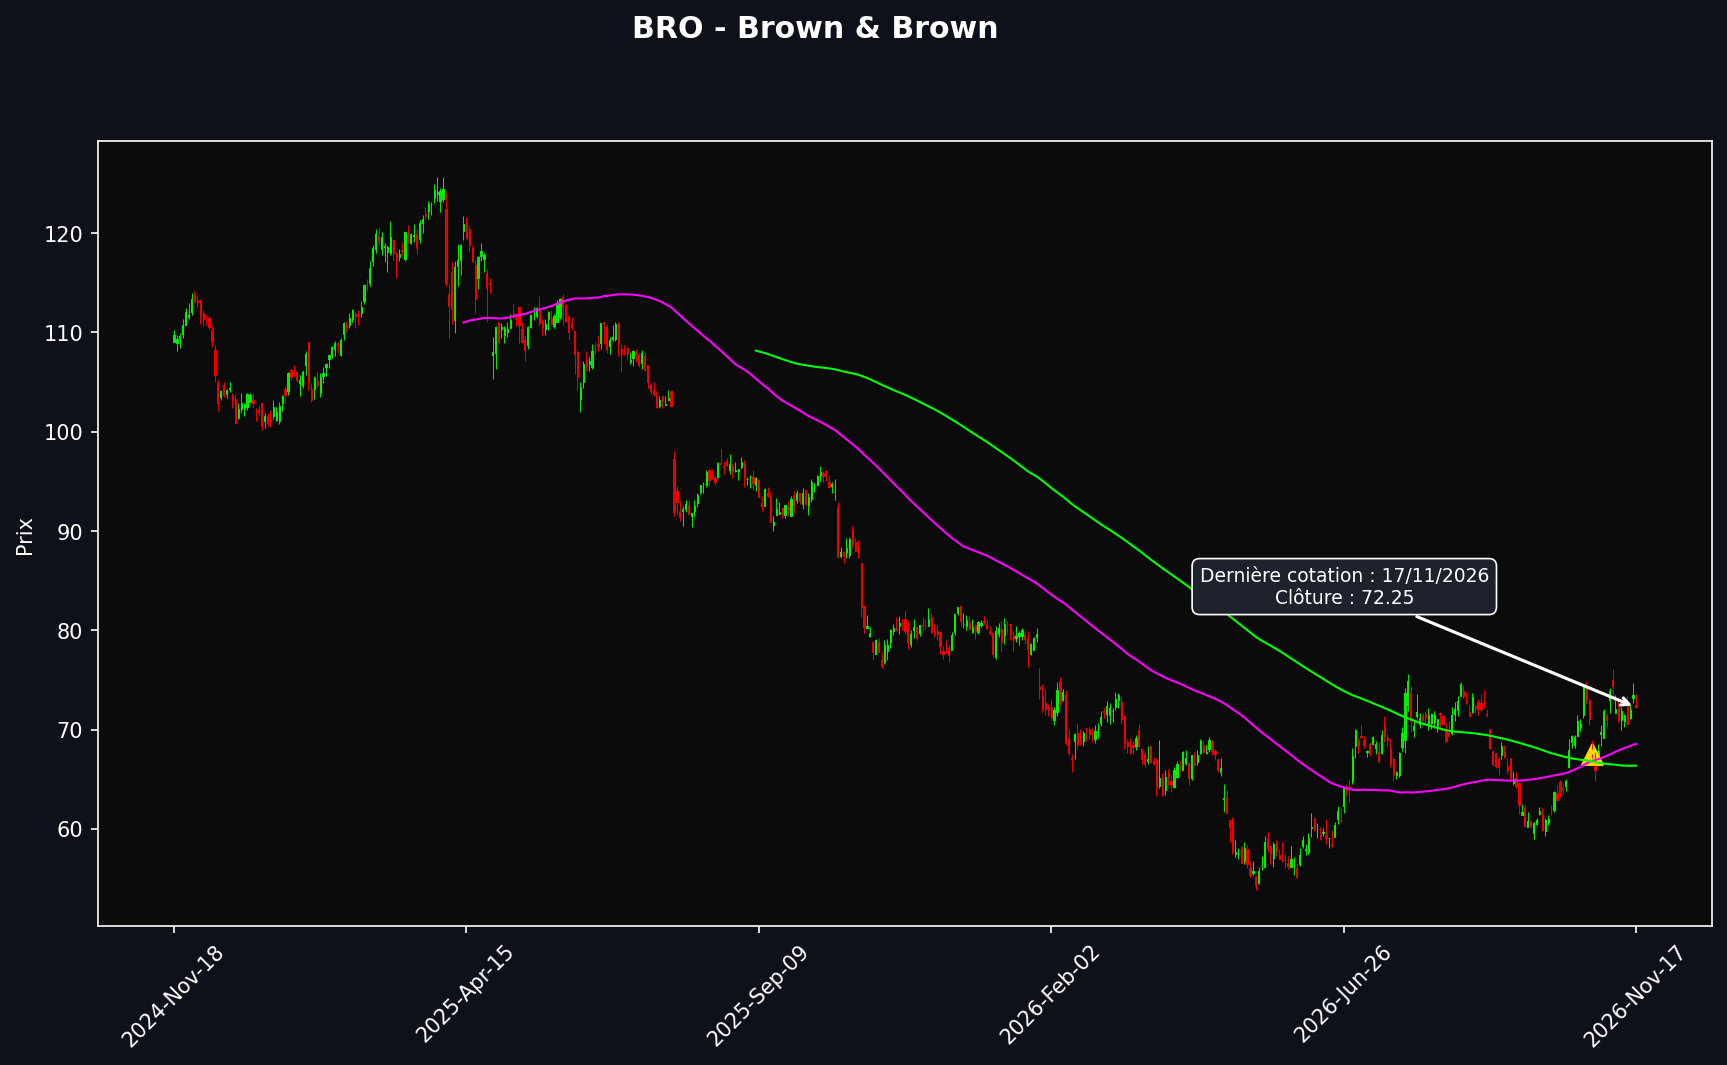 BRO - Brown & Brown
Prix
120
110
100
90
80
70
60
Dernière cotation : 17/11/2026
Clôture : 72.25
2024-Nov-18
2025-Apr-15
2025-Sep-09
2026-Feb-02
2026-Jun-26
2026-Nov-17